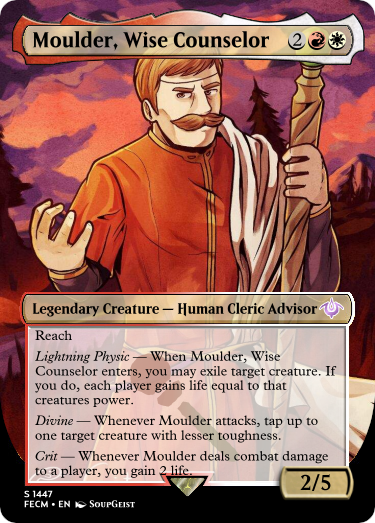 Moulder, Wise Counselor 2
Legendary Creature — Human Cleric Advisor
Reach
Lightning Physic — When Moulder, Wise
Counselor enters, you may exile target creature. If
you do, each player gains life equal to that
creatures power.
Divine — Whenever Moulder attacks, tap up to
one target creature with lesser toughness.
Crit — Whenever Moulder deals combat damage
to a player, you gain 2 life.
2/5
S 1447
FECM • EN SoupGeist